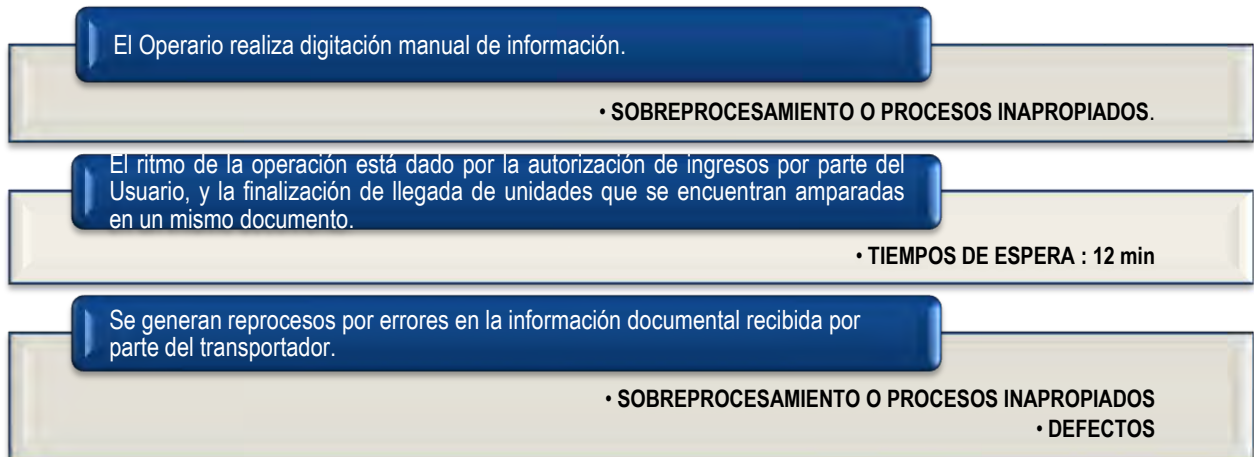 El Operario realiza digitación manual de información.
• SOBREPROCESAMIENTO O PROCESOS INAPROPIADOS.
El ritmo de la operación está dado por la autorización de ingresos por parte del
Usuario, y la finalización de llegada de unidades que se encuentran amparadas
en un mismo documento.
• TIEMPOS DE ESPERA : 12 min
Se generan reprocesos por errores en la información documental recibida por
parte del transportador.
• SOBREPROCESAMIENTO O PROCESOS INAPROPIADOS
• DEFECTOS